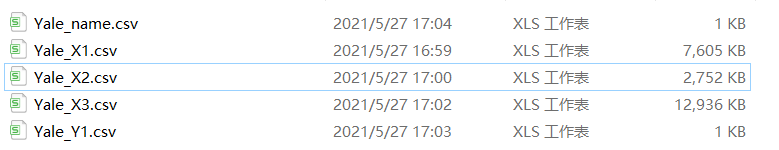 Yale_name.csv 2021/5/27 17:04 XLS 工作表 1 KB
Yale_X1.csv 2021/5/27 16:59 XLS 工作表 7,605 KB
Yale_X2.csv 2021/5/27 17:00 XLS 工作表 2,752 KB
Yale_X3.csv 2021/5/27 17:02 XLS 工作表 12,936 KB
Yale_Y1.csv 2021/5/27 17:03 XLS 工作表 1 KB